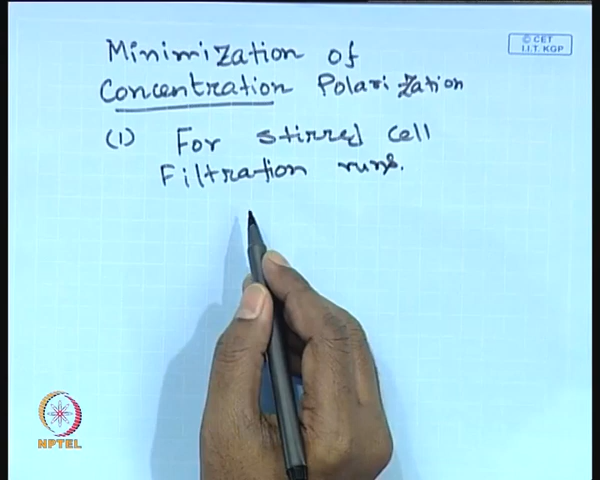 Minimization of
Concentration Polarization
(1) For stirred cell
Filtration runs.
© CET
I.I.T. KGP
NPTEL